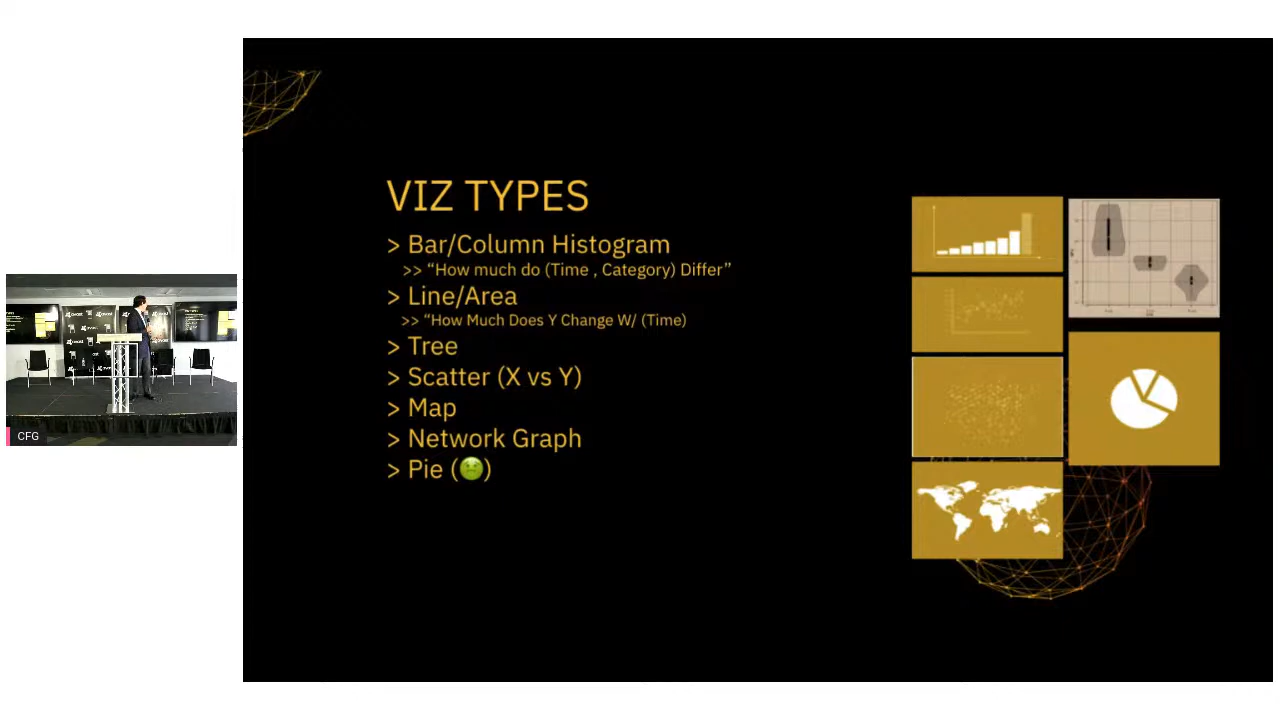 VIZ TYPES
> Bar/Column Histogram
>> “How much do (Time , Category) Differ”
> Line/Area
>> “How Much Does Y Change W/ (Time)
> Tree
> Scatter (X vs Y)
> Map
> Network Graph
> Pie (🤢)
avast
CFG